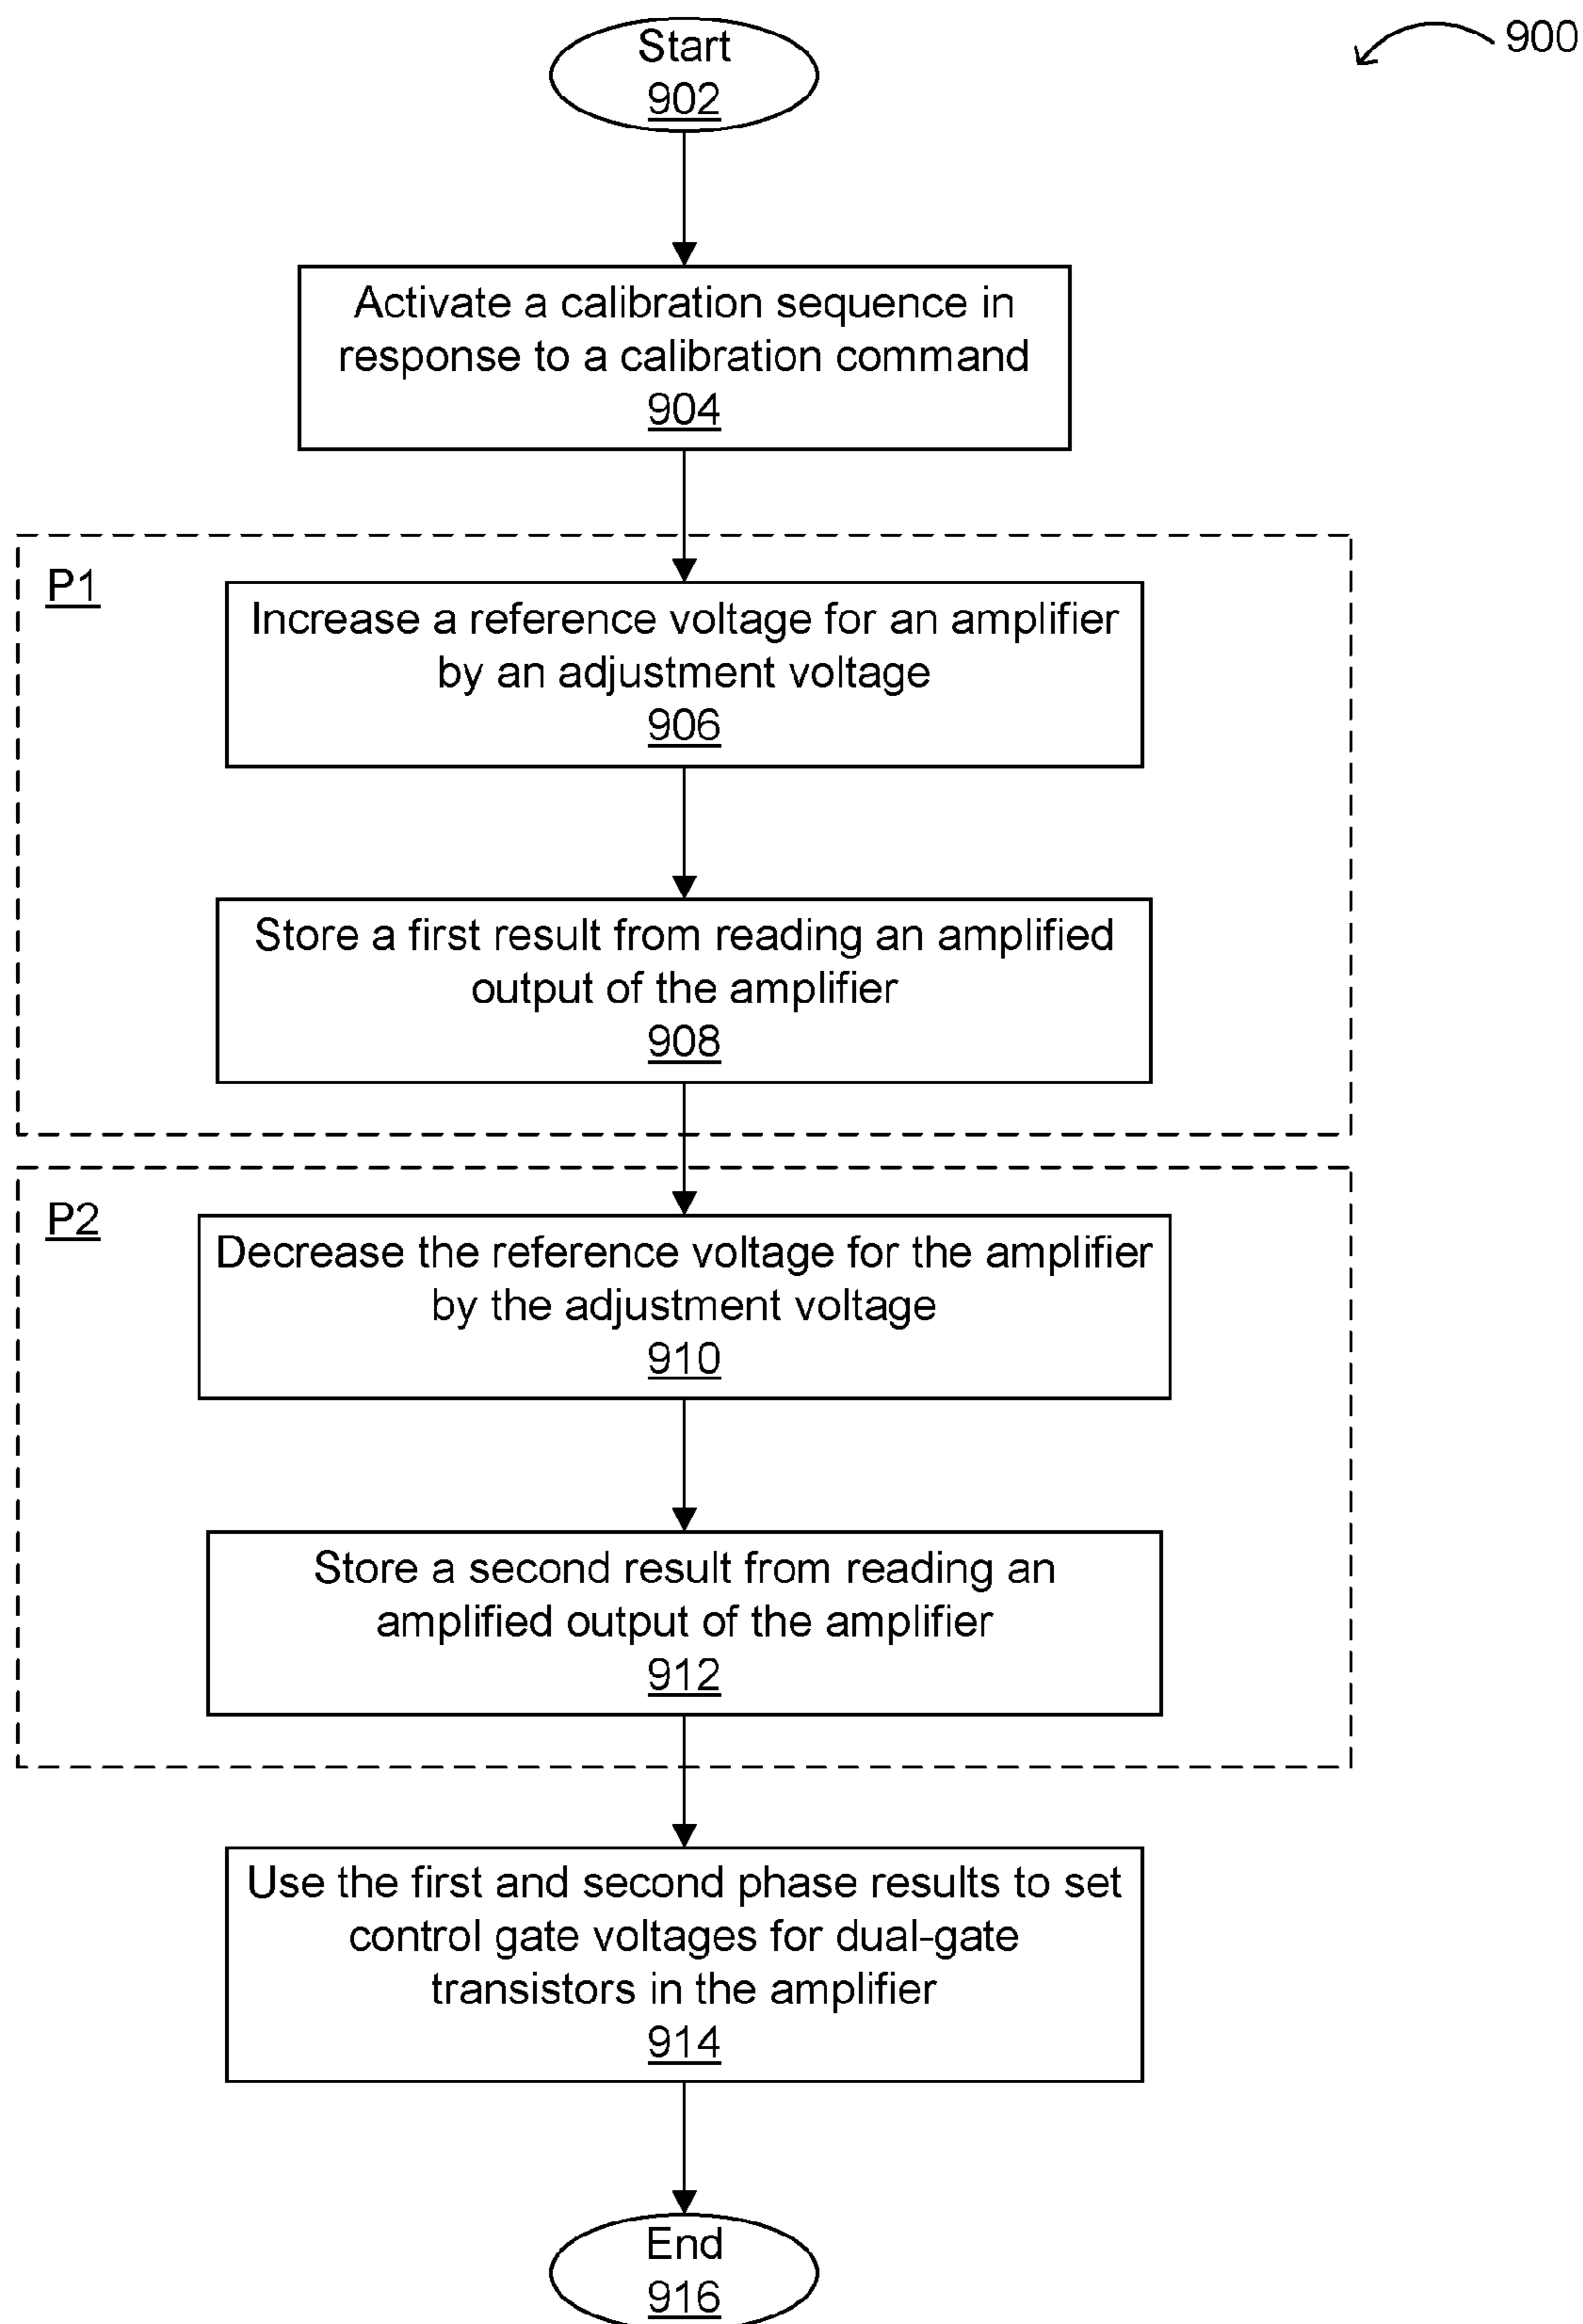 900
Start
902
Activate a calibration sequence in
response to a calibration command
904
P1
Increase a reference voltage for an amplifier
by an adjustment voltage
906
Store a first result from reading an amplified
output of the amplifier
908
P2
Decrease the reference voltage for the amplifier
by the adjustment voltage
910
Store a second result from reading an
amplified output of the amplifier
912
Use the first and second phase results to set
control gate voltages for dual-gate
transistors in the amplifier
914
End
916